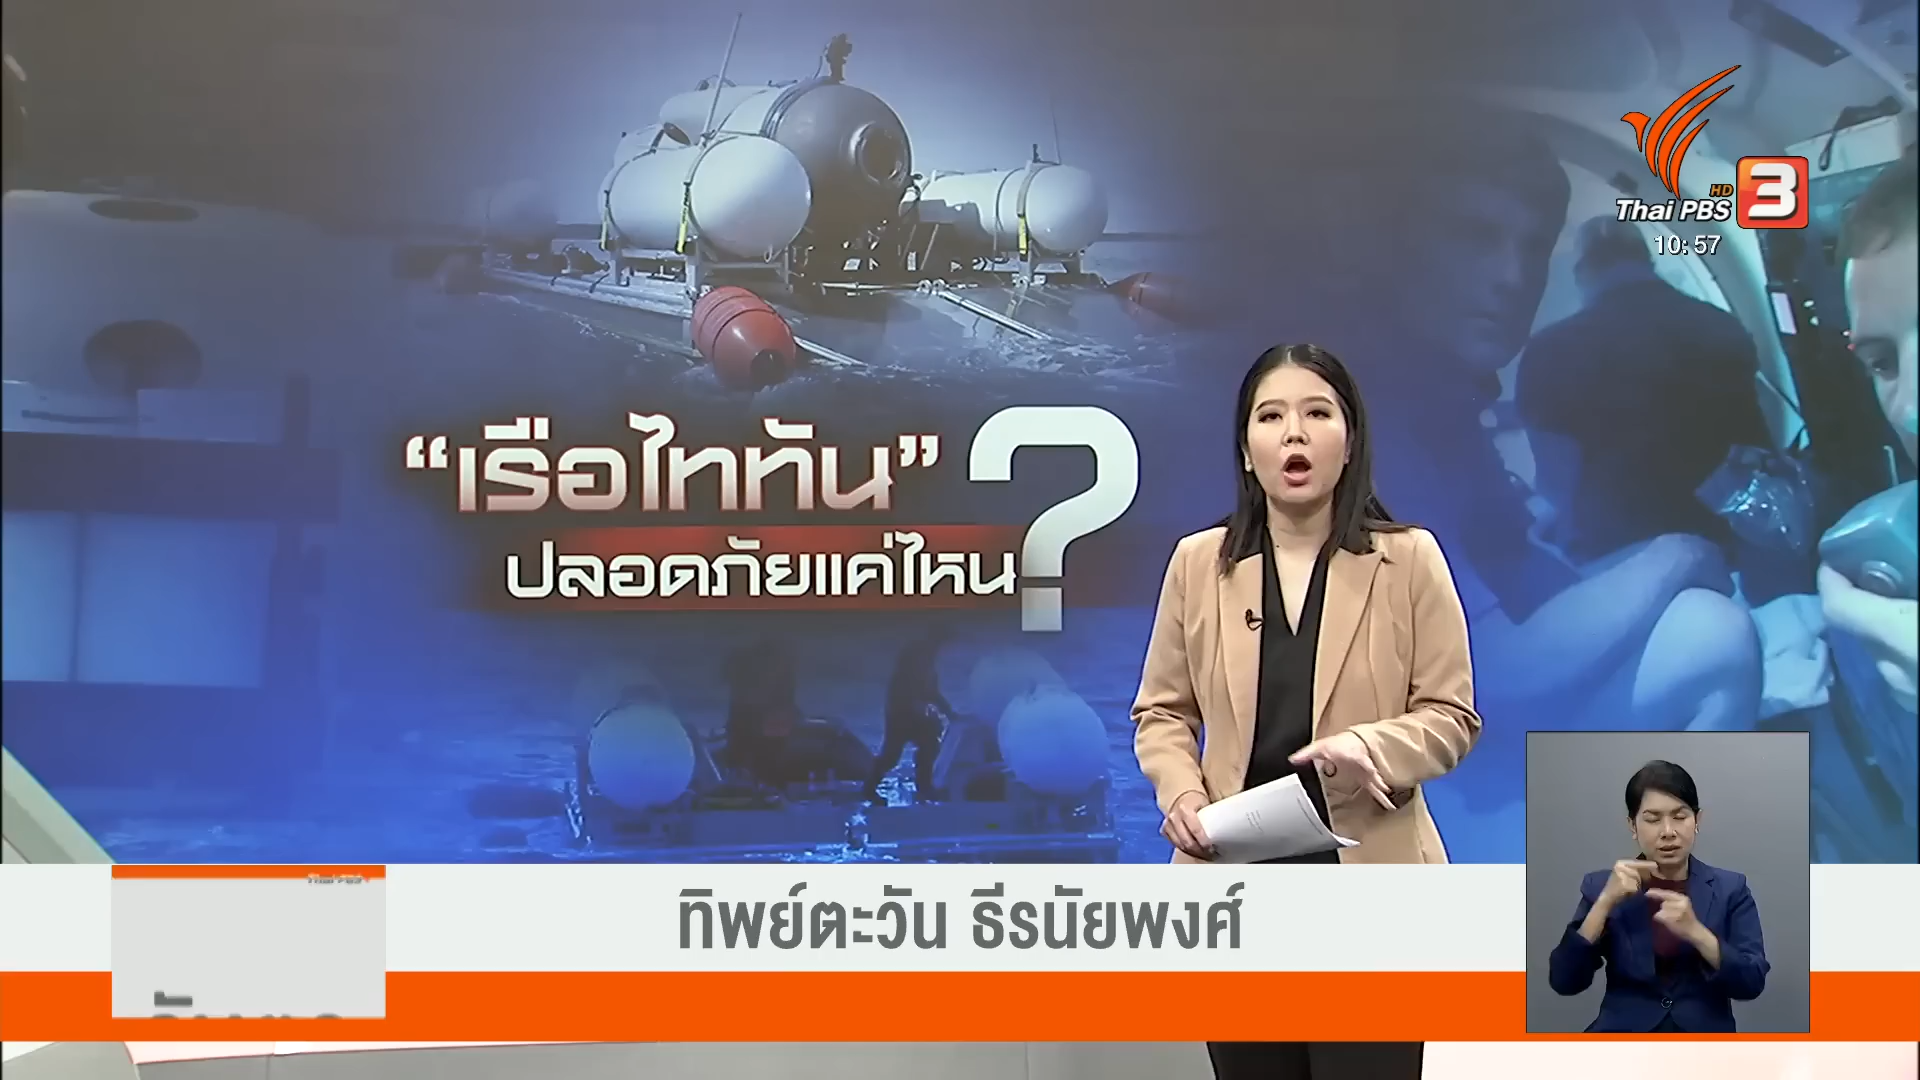 HD
Thai PBS 3
10:57
“เรือไททัน”
ปลอดภัยแค่ไหน?
ทิพย์ตะวัน ธีรนัยพงศ์